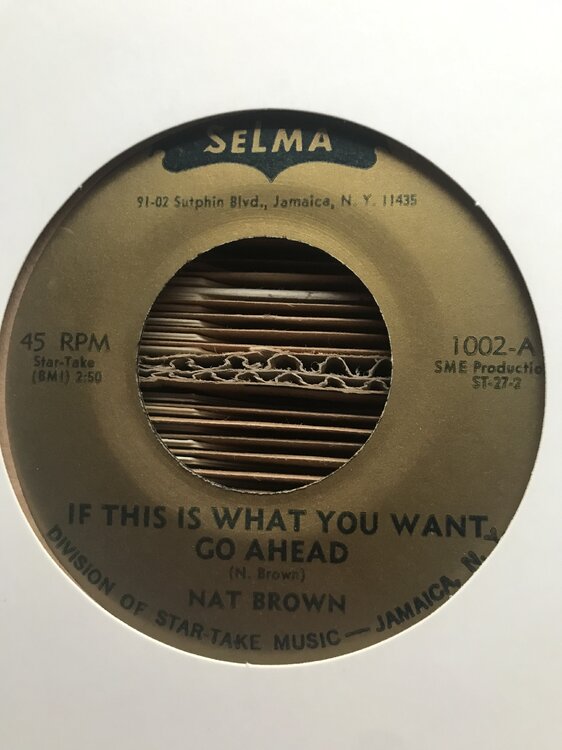 SELMA
91-02 Sutphin Blvd., Jamaica, N. Y. 11435
45 RPM
Star-Take
(BMI) 2:50
1002-A
SME Productio
ST-27-2
IF THIS IS WHAT YOU WANT,
GO AHEAD
(N. Brown)
NAT BROWN
DIVISION OF STAR-TAKE MUSIC — JAMAICA, N.